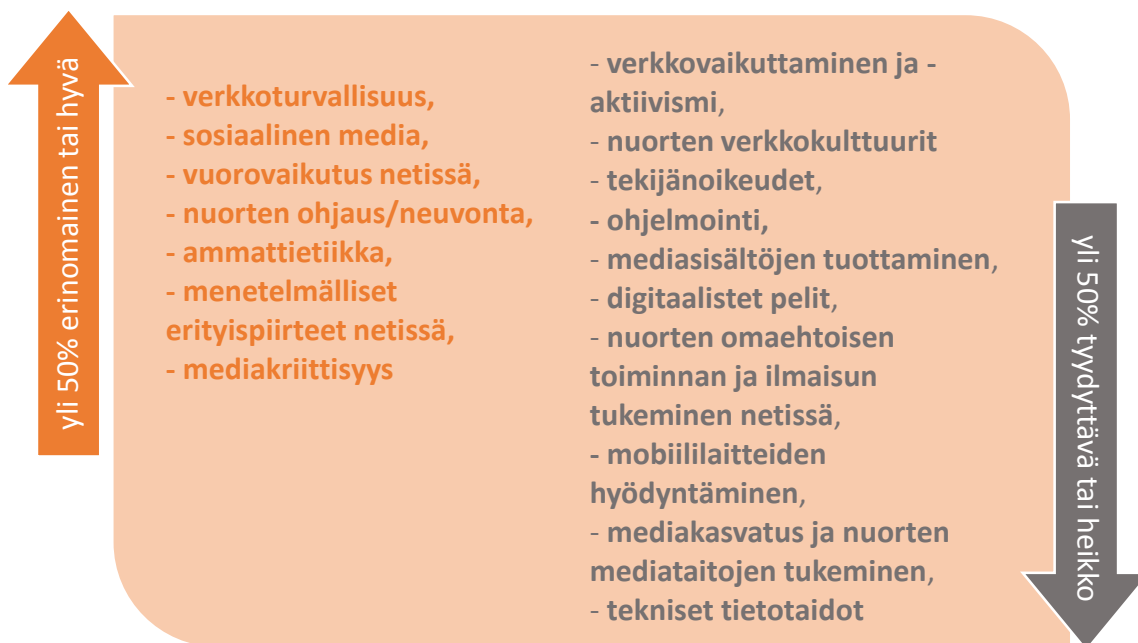 yli 50% erinomainen tai hyvä
- verkkoturvallisuus,
- sosiaalinen media,
- vuorovaikutus netissä,
- nuorten ohjaus/neuvonta,
- ammattietiikka,
- menetelmälliset
erityispiirteet netissä,
- mediakriittisyys
- verkkovaikuttaminen ja -
aktiivismi,
- nuorten verkkokulttuurit
- tekijänoikeudet,
- ohjelmointi,
- mediasisältöjen tuottaminen,
- digitaalistet pelit,
- nuorten omaehtoisen
toiminnan ja ilmaisun
tukeminen netissä,
- mobiililaitteiden
hyödyntäminen,
- mediakasvatus ja nuorten
mediataitojen tukeminen,
- tekniset tietotaidot
yli 50% tyydyttävä tai heikko